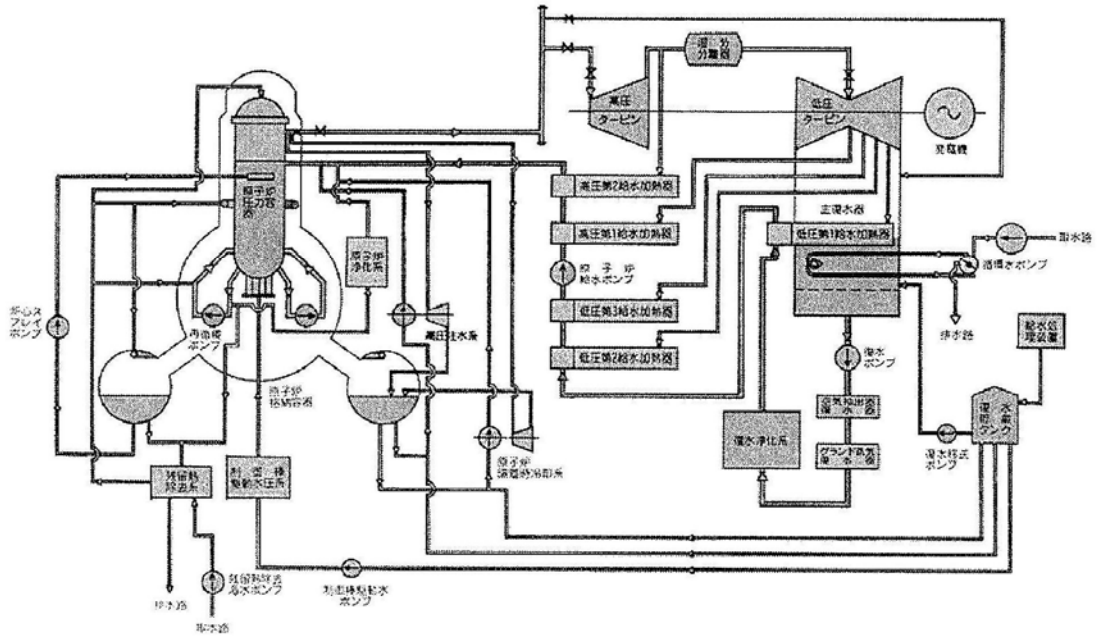 湿分
分離器
高圧
タービン
低圧
タービン
発電機
原子炉
圧力容
器
高圧第2給水加熱器
高圧第1給水加熱器
主復水器
低圧第1給水加熱器
取水路
循環水ポンプ
放水路
原子炉
浄化系
原子炉
給水ポンプ
炉心ス
プレイ
ポンプ
再循環
ポンプ
高圧注水系
低圧第3給水加熱器
低圧第2給水加熱器
復水
ポンプ
給水処
理装置
原子炉
格納容器
空気抽出器
復水器
復水
貯蔵
タンク
復水浄化系
グランド蒸気
復水器
復水移送
ポンプ
原子炉
隔離時冷却系
残留熱
除去系
制御棒
駆動水圧系
残留熱除去
海水ポンプ
制御棒駆動水
ポンプ
放水路
取水路